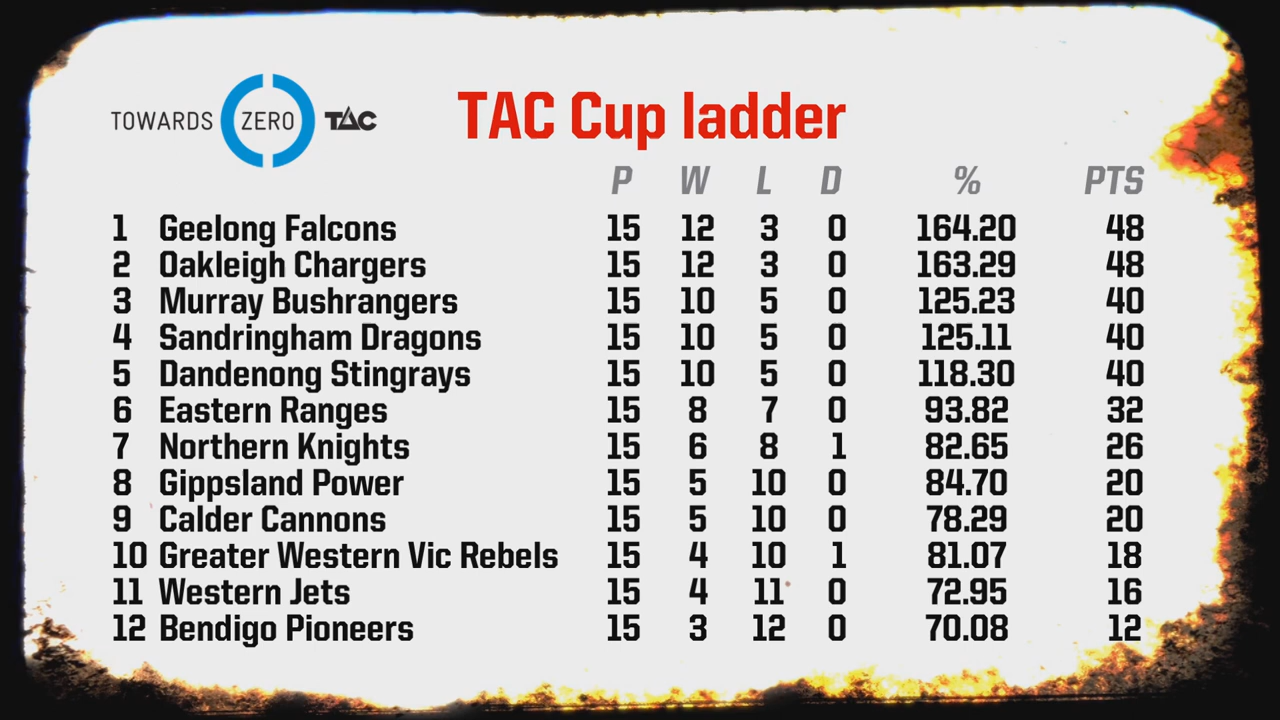 TOWARDS ZERO TAC TAC Cup ladder
P W L D % PTS
1 Geelong Falcons 15 12 3 0 164.20 48
2 Oakleigh Chargers 15 12 3 0 163.29 48
3 Murray Bushrangers 15 10 5 0 125.23 40
4 Sandringham Dragons 15 10 5 0 125.11 40
5 Dandenong Stingrays 15 10 5 0 118.30 40
6 Eastern Ranges 15 8 7 0 93.82 32
7 Northern Knights 15 6 8 1 82.65 26
8 Gippsland Power 15 5 10 0 84.70 20
9 Calder Cannons 15 5 10 0 78.29 20
10 Greater Western Vic Rebels 15 4 10 1 81.07 18
11 Western Jets 15 4 11 0 72.95 16
12 Bendigo Pioneers 15 3 12 0 70.08 12